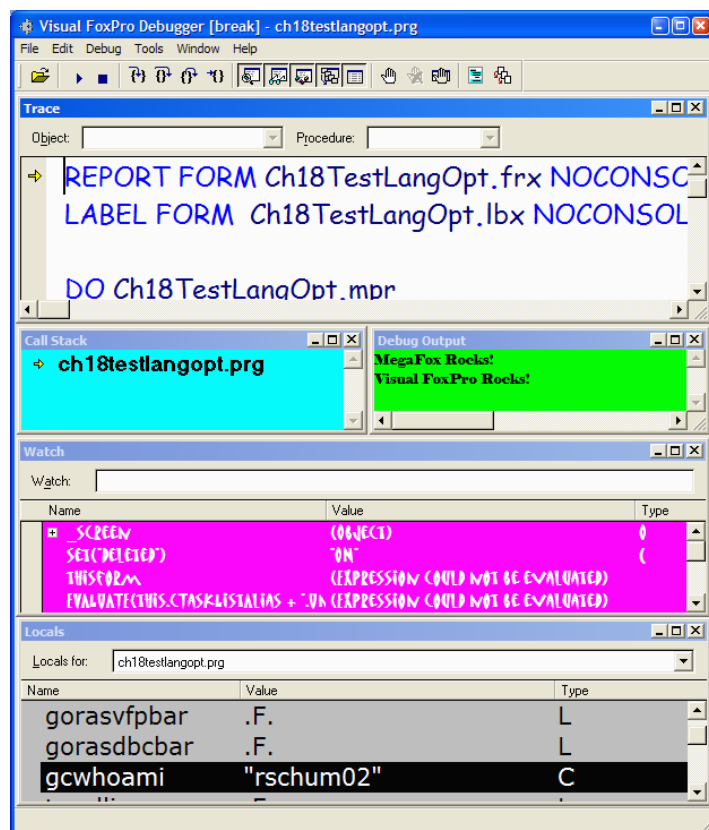 Visual FoxPro Debugger [break] - ch18testlangopt.prg
File Edit Debug Tools Window Help
Trace
Object: Procedure:
REPORT FORM Ch18TestLangOpt.frx NOCONSO
LABEL FORM Ch18TestLangOpt.lbx NOCONSOL
DO Ch18TestLangOpt.mpr
Call Stack
ch18testlangopt.prg
Debug Output
MegaFox Rocks!
Visual FoxPro Rocks!
Watch
Watch:
Name Value Type
_SCREEN (OBJECT) O
SET("DELETED") "ON" C
THISFORM (EXPRESSION COULD NOT BE EVALUATED)
EVALUATE(THIS.CTASKLISTALIAS + ".UN (EXPRESSION COULD NOT BE EVALUATED)
Locals
Locals for: ch18testlangopt.prg
Name Value Type
gorasvfpbar .F. L
gorasdbcbar .F. L
gcwhoami "rschum02" C